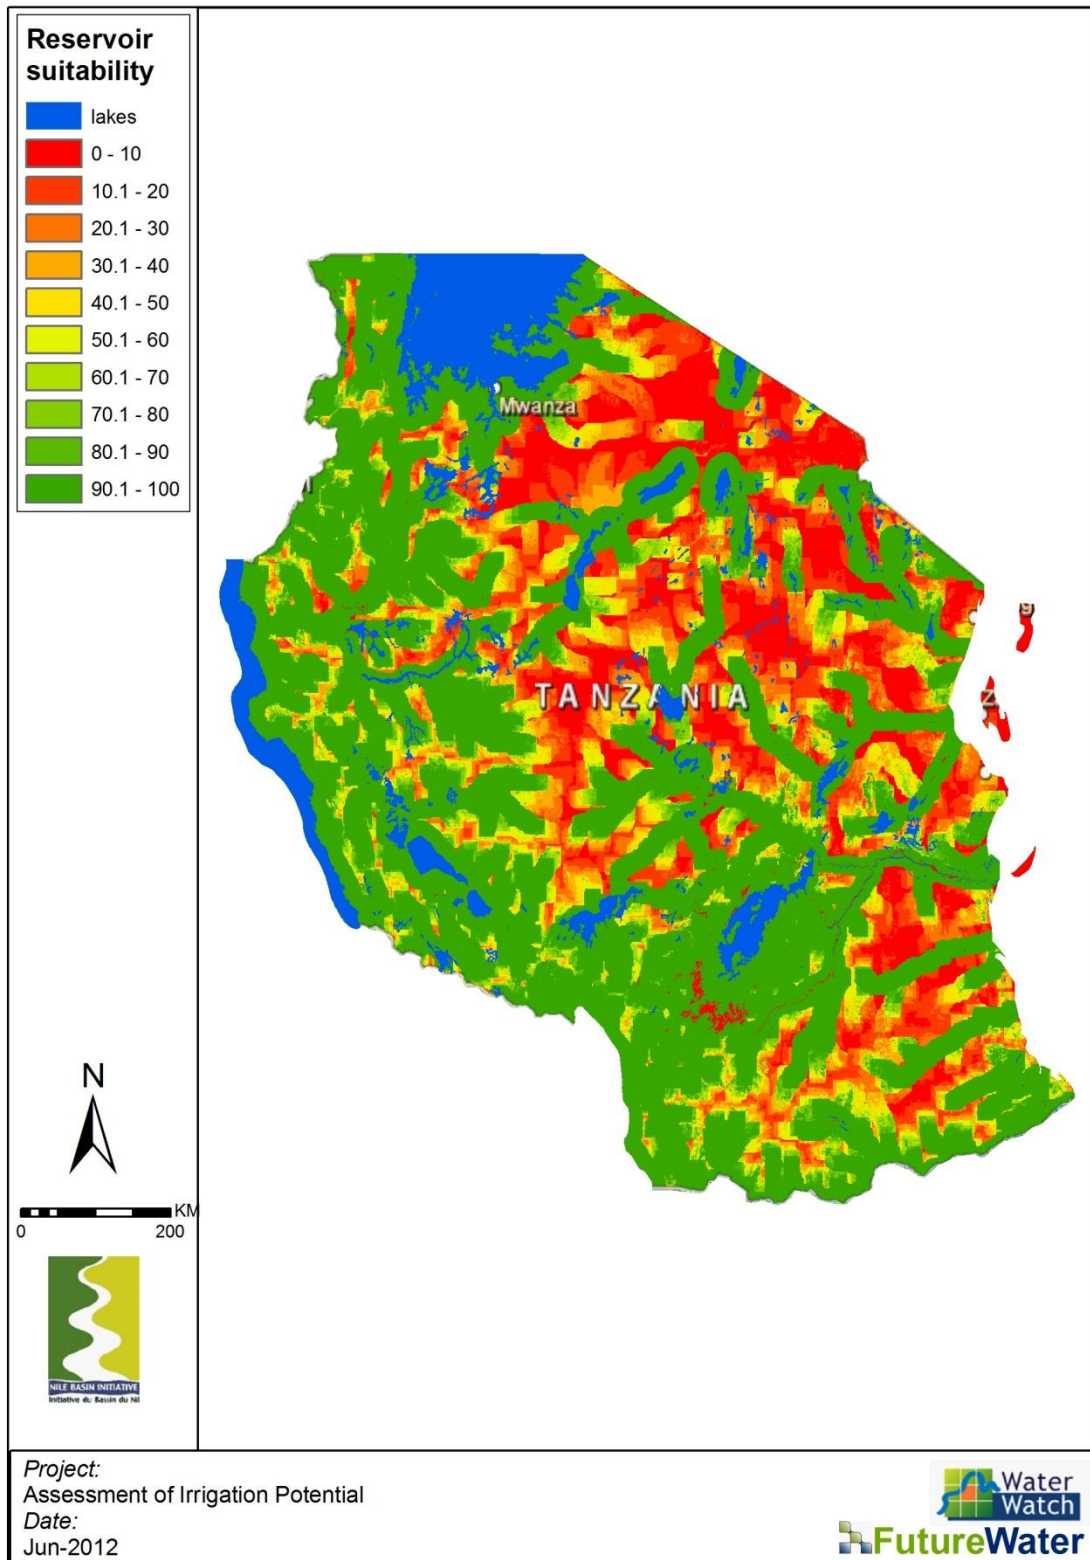 Reservoir
suitability
lakes
0 - 10
10.1 - 20
20.1 - 30
30.1 - 40
40.1 - 50
50.1 - 60
60.1 - 70
70.1 - 80
80.1 - 90
90.1 - 100
Mwanza
TANZANIA
Z
N
KM
0 200
NILE BASIN INITIATIVE
Initiative du Bassin du Nil
Project:
Assessment of Irrigation Potential
Date:
Jun-2012
Water
Watch
FutureWater